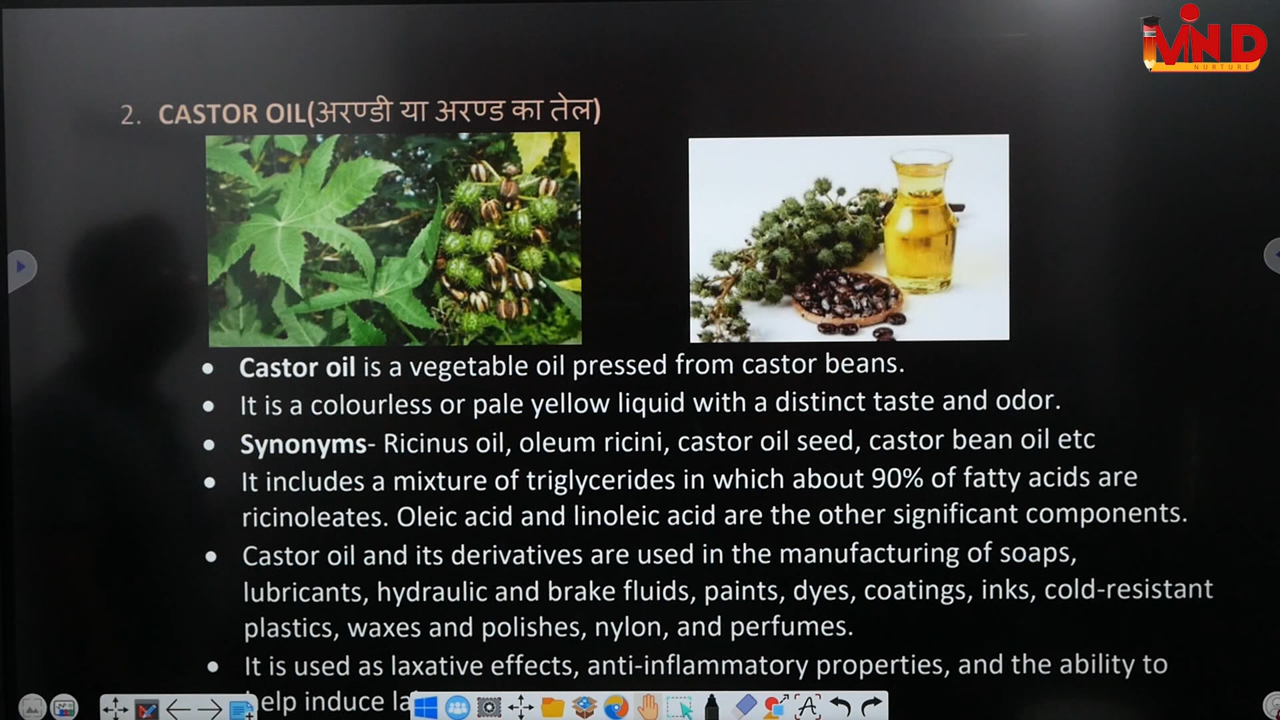 MIND
NURTURE
2. CASTOR OIL(अरण्डी या अरण्ड का तेल)
• Castor oil is a vegetable oil pressed from castor beans.
• It is a colourless or pale yellow liquid with a distinct taste and odor.
• Synonyms- Ricinus oil, oleum ricini, castor oil seed, castor bean oil etc
• It includes a mixture of triglycerides in which about 90% of fatty acids are
ricinoleates. Oleic acid and linoleic acid are the other significant components.
• Castor oil and its derivatives are used in the manufacturing of soaps,
lubricants, hydraulic and brake fluids, paints, dyes, coatings, inks, cold-resistant
plastics, waxes and polishes, nylon, and perfumes.
• It is used as laxative effects, anti-inflammatory properties, and the ability to
help induce